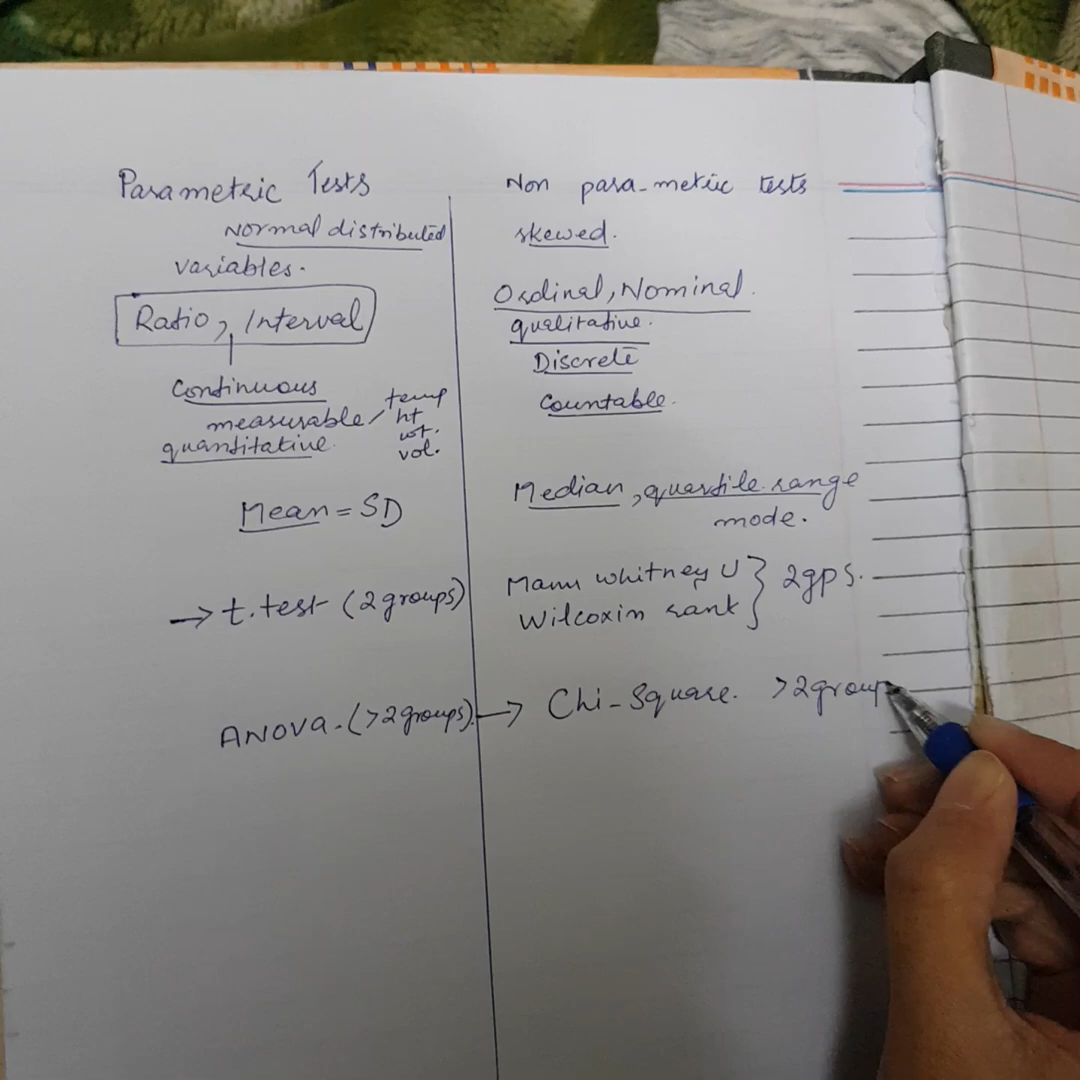 Parametric Tests
Normal distributed
variables.
Ratio, Interval
Continuous
measurable / temp
ht
wt.
vol.
quantitative.
Mean = SD
→ t.test (2 groups)
ANOVA - (>2 groups). →
Non para-metric tests
skewed.
Ordinal, Nominal.
qualitative.
Discrete
Countable.
Median, quartile range
mode.
Mann whitney U } 2gps.
Wilcoxin rank
Chi-Square. >2group